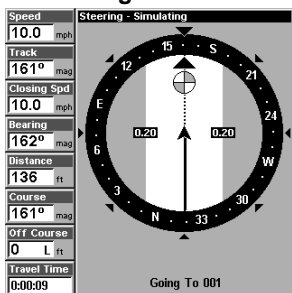 Speed
10.0 mph
Track
161° mag
Closing Spd
10.0 mph
Bearing
162° mag
Distance
136 ft
Course
161° mag
Off Course
0 L ft
Travel Time
0:00:09
Steering - Simulating
15 S
12 21
E 24
0.20 0.20
6 W
3 30
N 33
Going To 001